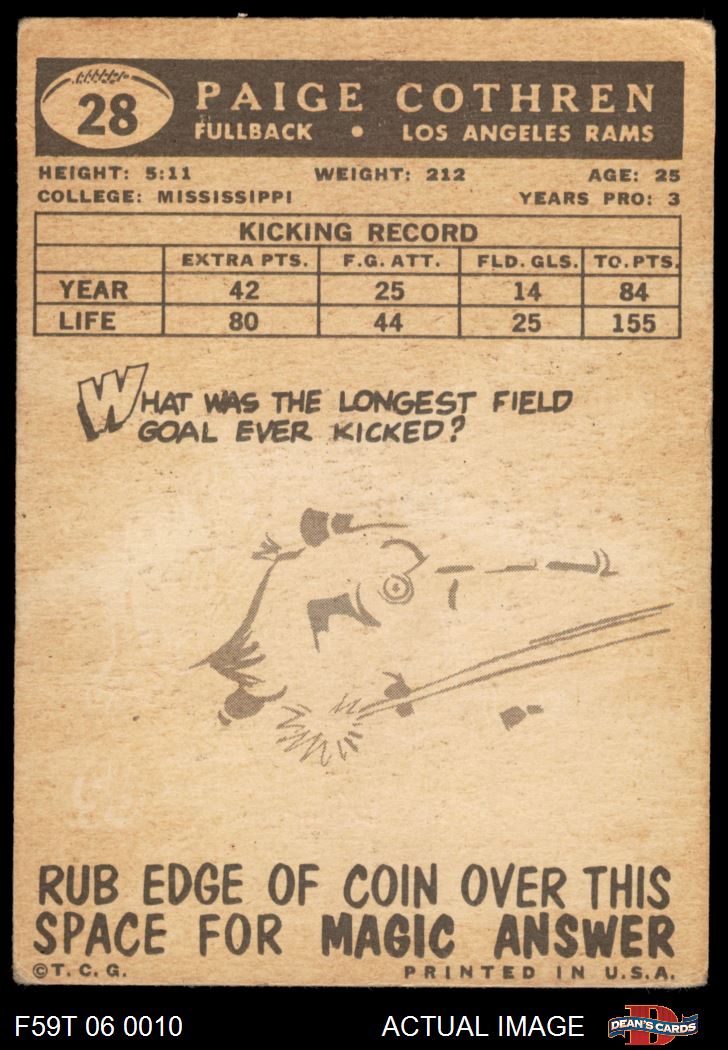 28
PAIGE COTHREN
FULLBACK • LOS ANGELES RAMS
HEIGHT: 5:11 WEIGHT: 212 AGE: 25
COLLEGE: MISSISSIPPI YEARS PRO: 3
KICKING RECORD
EXTRA PTS. F.G. ATT. FLD. GLS. TO. PTS.
YEAR 42 25 14 84
LIFE 80 44 25 155
WHAT WAS THE LONGEST FIELD
GOAL EVER KICKED?
RUB EDGE OF COIN OVER THIS
SPACE FOR MAGIC ANSWER
©T. C. G. PRINTED IN U.S.A.
F59T 06 0010 ACTUAL IMAGE DEAN'S CARDS